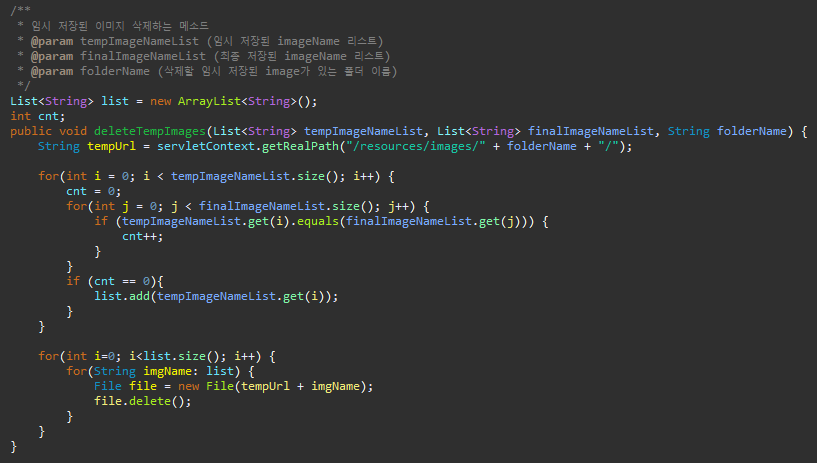 /**
 * 임시 저장된 이미지 삭제하는 메소드
 * @param tempImageNameList (임시 저장된 imageName 리스트)
 * @param finalImageNameList (최종 저장된 imageName 리스트)
 * @param folderName (삭제할 임시 저장된 image가 있는 폴더 이름)
 */
List<String> list = new ArrayList<String>();
int cnt;
public void deleteTempImages(List<String> tempImageNameList, List<String> finalImageNameList, String folderName) {
    String tempUrl = servletContext.getRealPath("/resources/images/" + folderName + "/");

    for(int i = 0; i < tempImageNameList.size(); i++) {
        cnt = 0;
        for(int j = 0; j < finalImageNameList.size(); j++) {
            if (tempImageNameList.get(i).equals(finalImageNameList.get(j))) {
                cnt++;
            }
        }
        if (cnt == 0){
            list.add(tempImageNameList.get(i));
        }
    }

    for(int i=0; i<list.size(); i++) {
        for(String imgName: list) {
            File file = new File(tempUrl + imgName);
            file.delete();
        }
    }
}